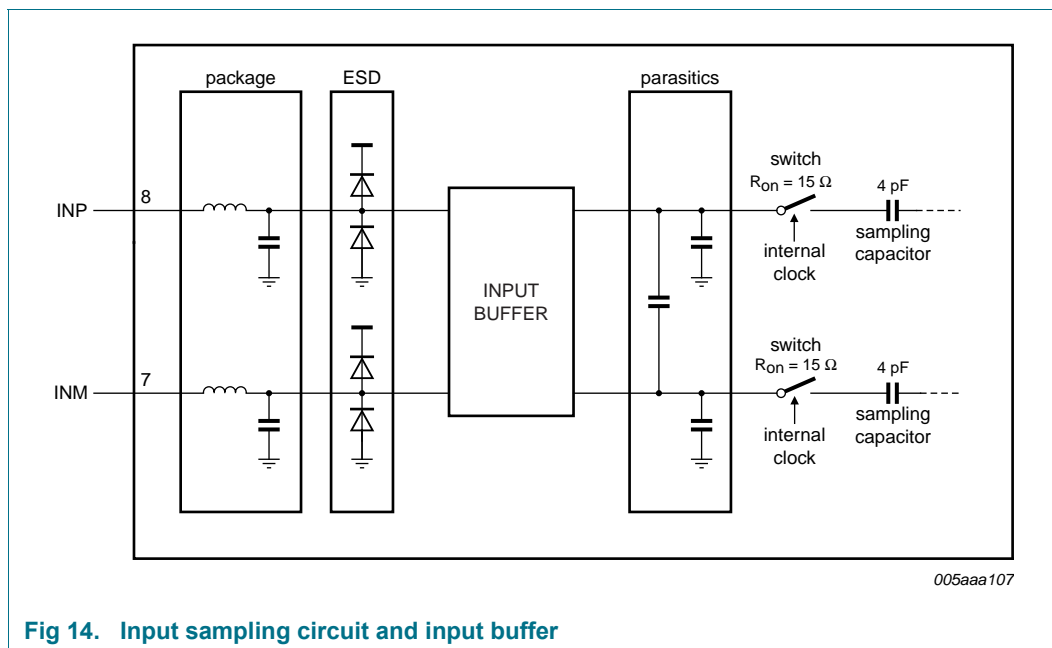 package
ESD
parasitics
switch
Ron = 15 Ω
4 pF
INP
8
internal
clock
sampling
capacitor
INPUT
BUFFER
switch
Ron = 15 Ω
4 pF
INM
7
internal
clock
sampling
capacitor
005aaa107
Fig 14. Input sampling circuit and input buffer